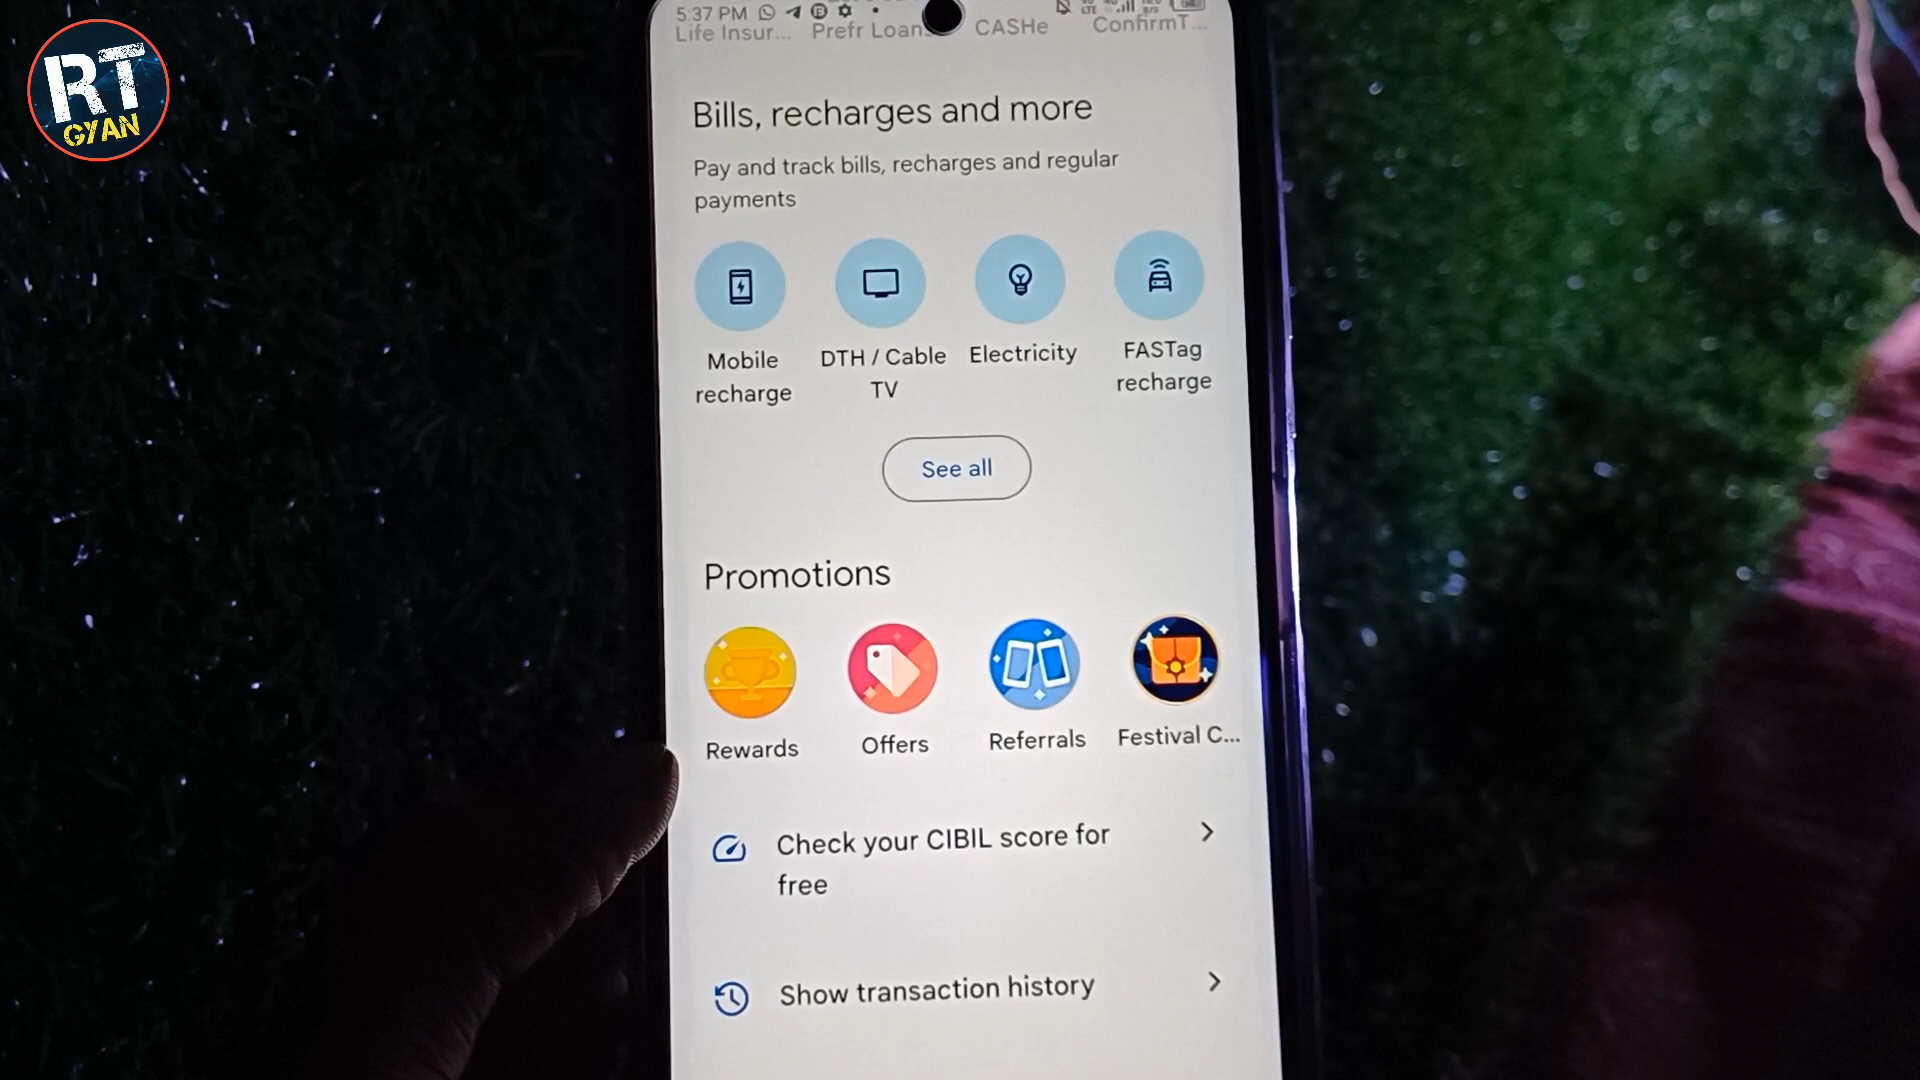 RT
GYAN
5:37 PM
Life Insur... Prefr Loan CASHe ConfirmT...
Bills, recharges and more
Pay and track bills, recharges and regular
payments
Mobile
recharge
DTH / Cable
TV
Electricity
FASTag
recharge
See all
Promotions
Rewards
Offers
Referrals
Festival C...
Check your CIBIL score for
free
Show transaction history